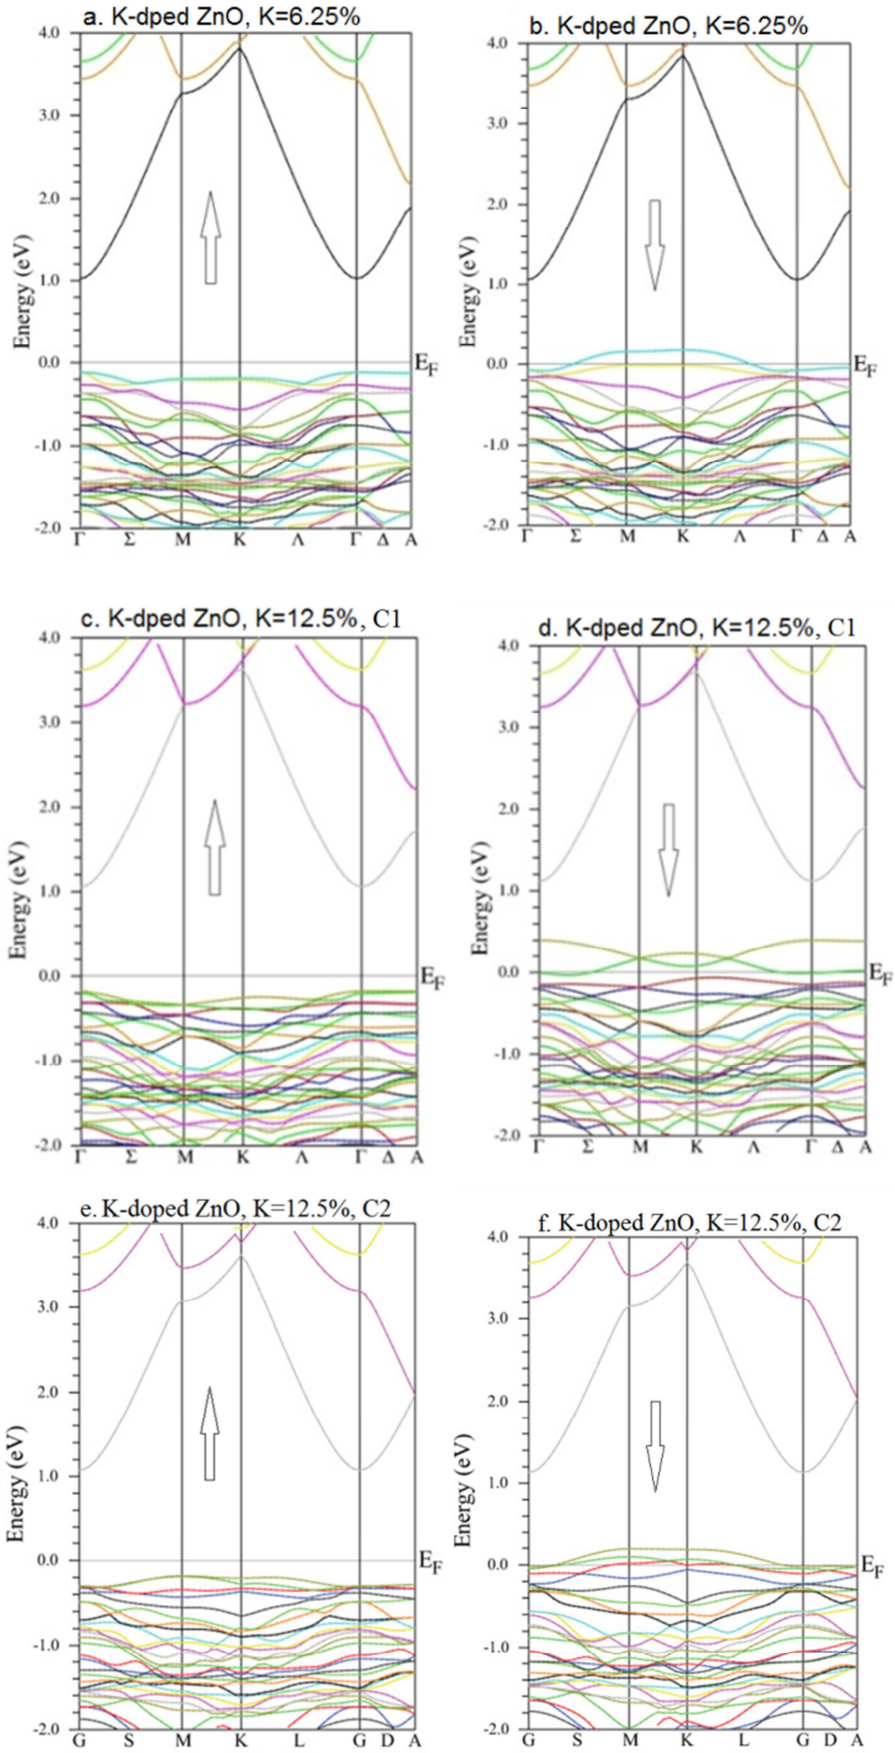 a. K-dped ZnO, K=6.25%
4.0
3.0
2.0
1.0
0.0
-1.0
-2.0
Energy (eV)
E_F
Γ Σ M K Λ Γ Δ A
b. K-dped ZnO, K=6.25%
4.0
3.0
2.0
1.0
0.0
-1.0
-2.0
Energy (eV)
E_F
Γ Σ M K Λ Γ Δ A
c. K-dped ZnO, K=12.5%, C1
4.0
3.0
2.0
1.0
0.0
-1.0
-2.0
Energy (eV)
E_F
Γ Σ M K Λ Γ Δ A
d. K-dped ZnO, K=12.5%, C1
4.0
3.0
2.0
1.0
0.0
-1.0
-2.0
Energy (eV)
E_F
Γ Σ M K Λ Γ Δ A
e. K-doped ZnO, K=12.5%, C2
4.0
3.0
2.0
1.0
0.0
-1.0
-2.0
Energy (eV)
E_F
G S M K L G D A
f. K-doped ZnO, K=12.5%, C2
4.0
3.0
2.0
1.0
0.0
-1.0
-2.0
Energy (eV)
E_F
G S M K L G D A